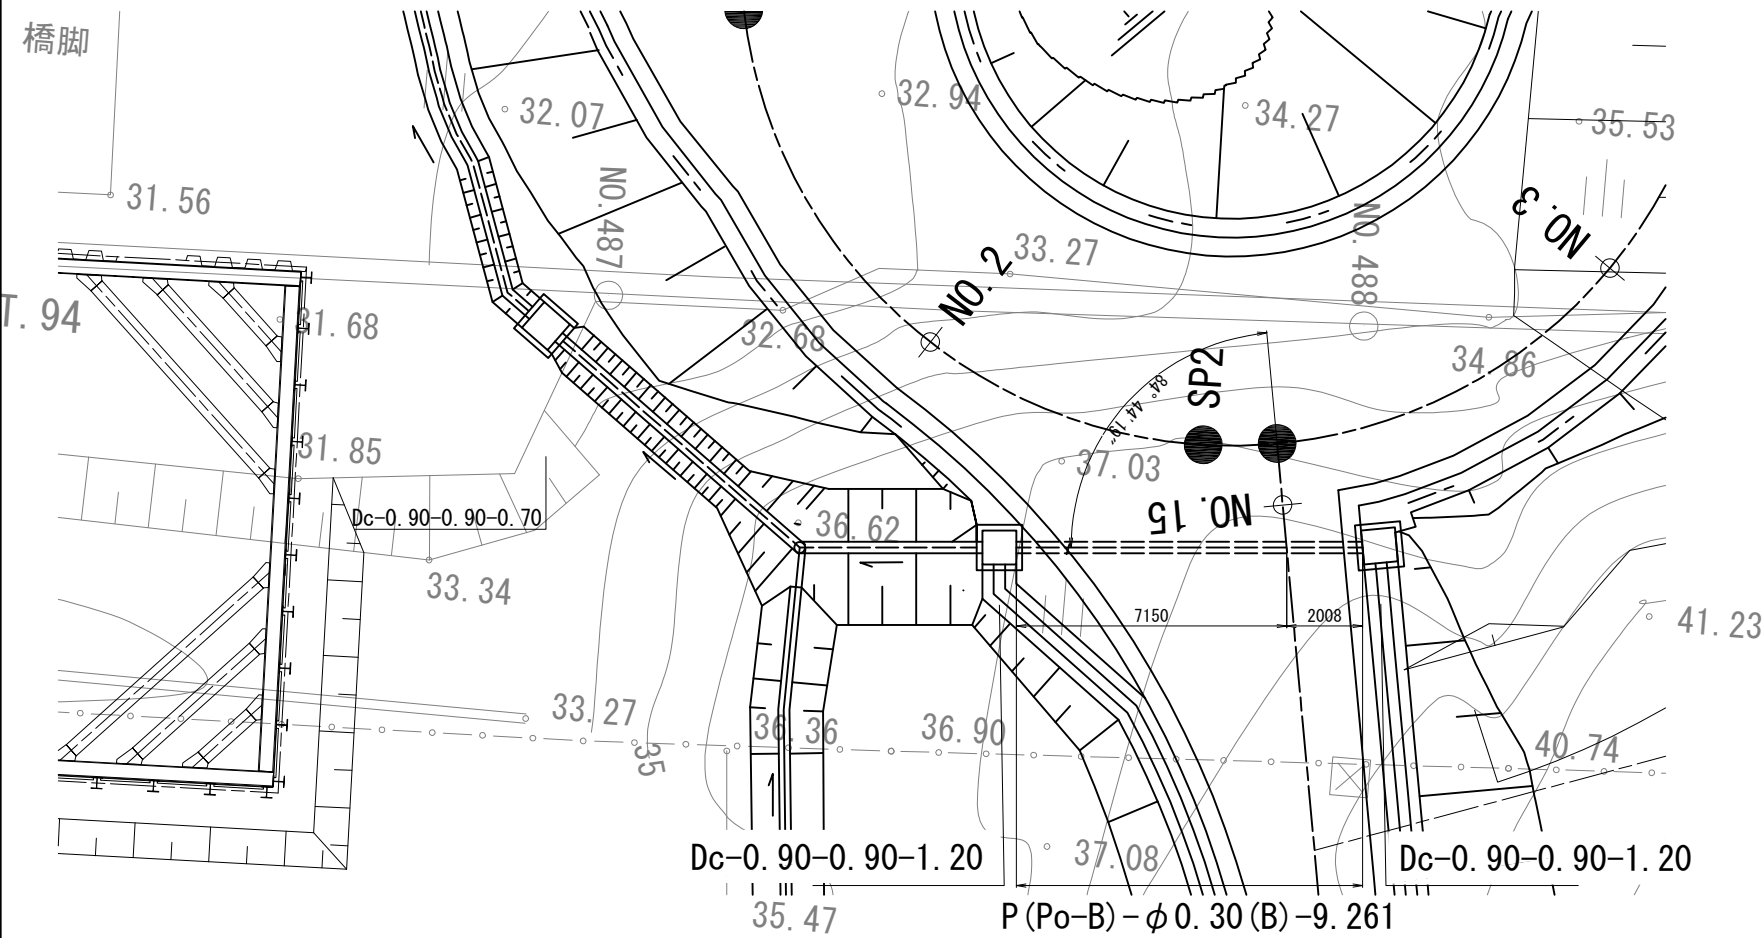 橋脚
32.07
32.94
34.27
35.53
31.56
NO.487
NO.2
33.27
NO.488
NO.3
T.94
31.68
32.68
34.86
84° 44' 19"
SP2
31.85
37.03
NO.15
Dc-0.90-0.90-0.70
36.62
33.34
7150
2008
41.23
33.27
36.36
36.90
35
40.74
Dc-0.90-0.90-1.20
37.08
Dc-0.90-0.90-1.20
35.47
P(Po-B)-φ0.30(B)-9.261